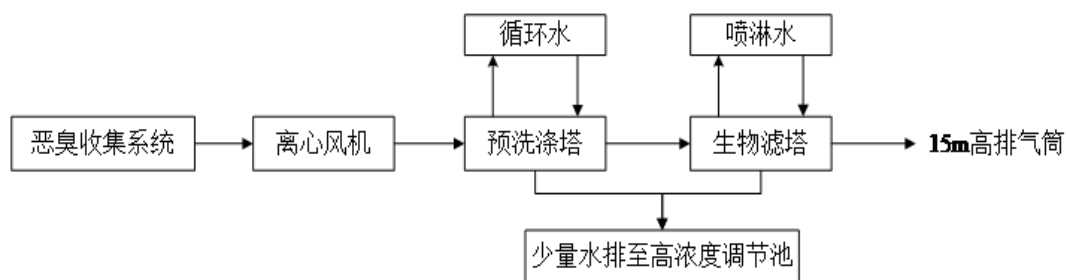 循环水
喷淋水
恶臭收集系统
离心风机
预洗涤塔
生物滤塔
15m高排气筒
少量水排至高浓度调节池